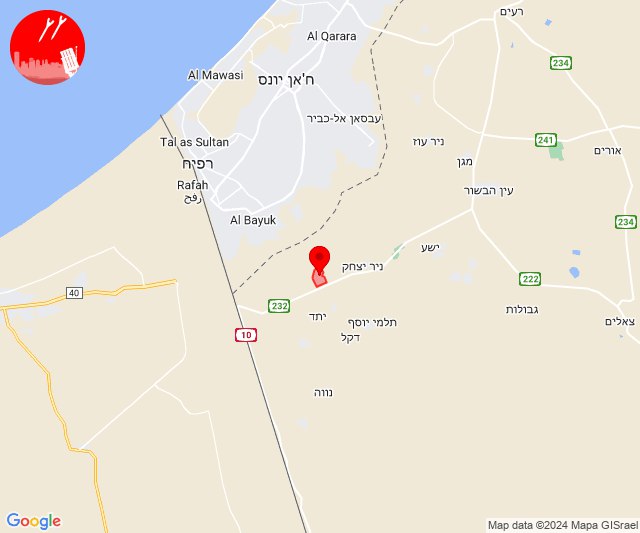 רעים
Al Qarara
234
Al Mawasi
ח'אן יונס
עבסאן אל-כביר
Tal as Sultan
ניר עוז
241
אורים
רפיח
מגן
Rafah
رفح
עין הבשור
Al Bayuk
234
ישע
ניר יצחק
222
40
232
גבולות
יתד
תלמי יוסף
צאלים
10
דקל
נווה
Google
Map data ©2024 Mapa GISrael